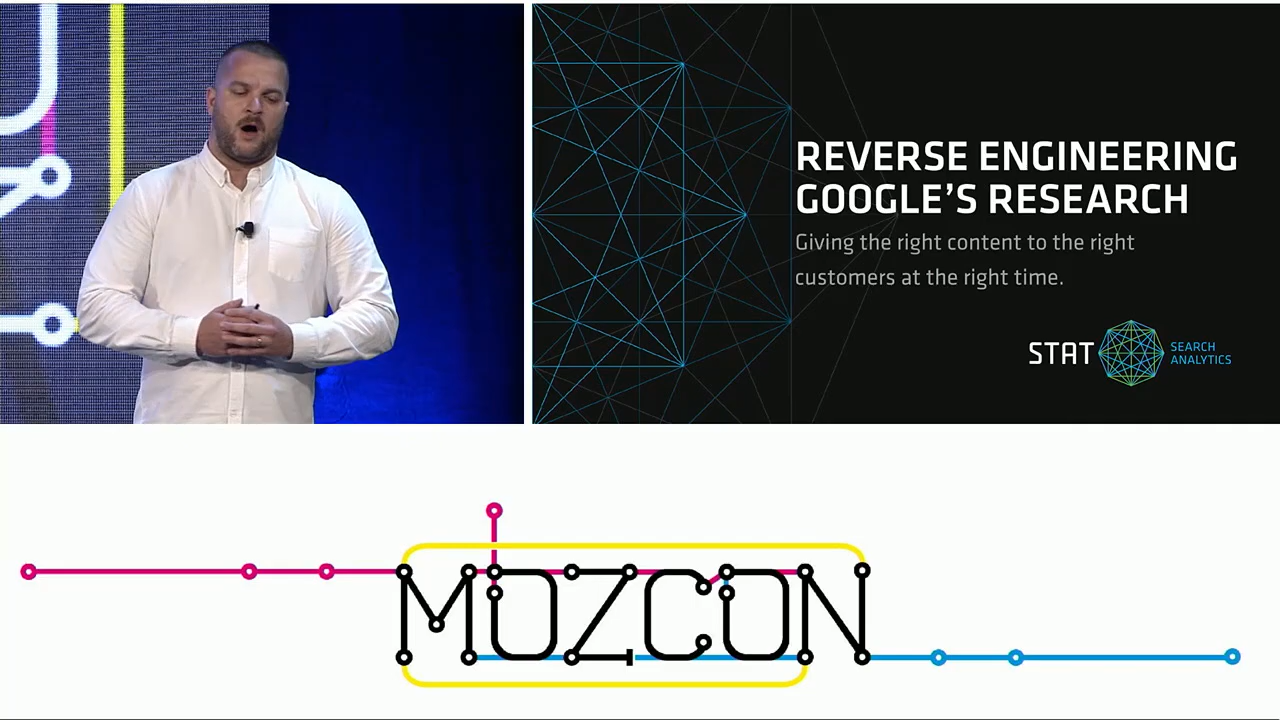 REVERSE ENGINEERING
GOOGLE'S RESEARCH
Giving the right content to the right
customers at the right time.
STAT
SEARCH
ANALYTICS
MOZCON